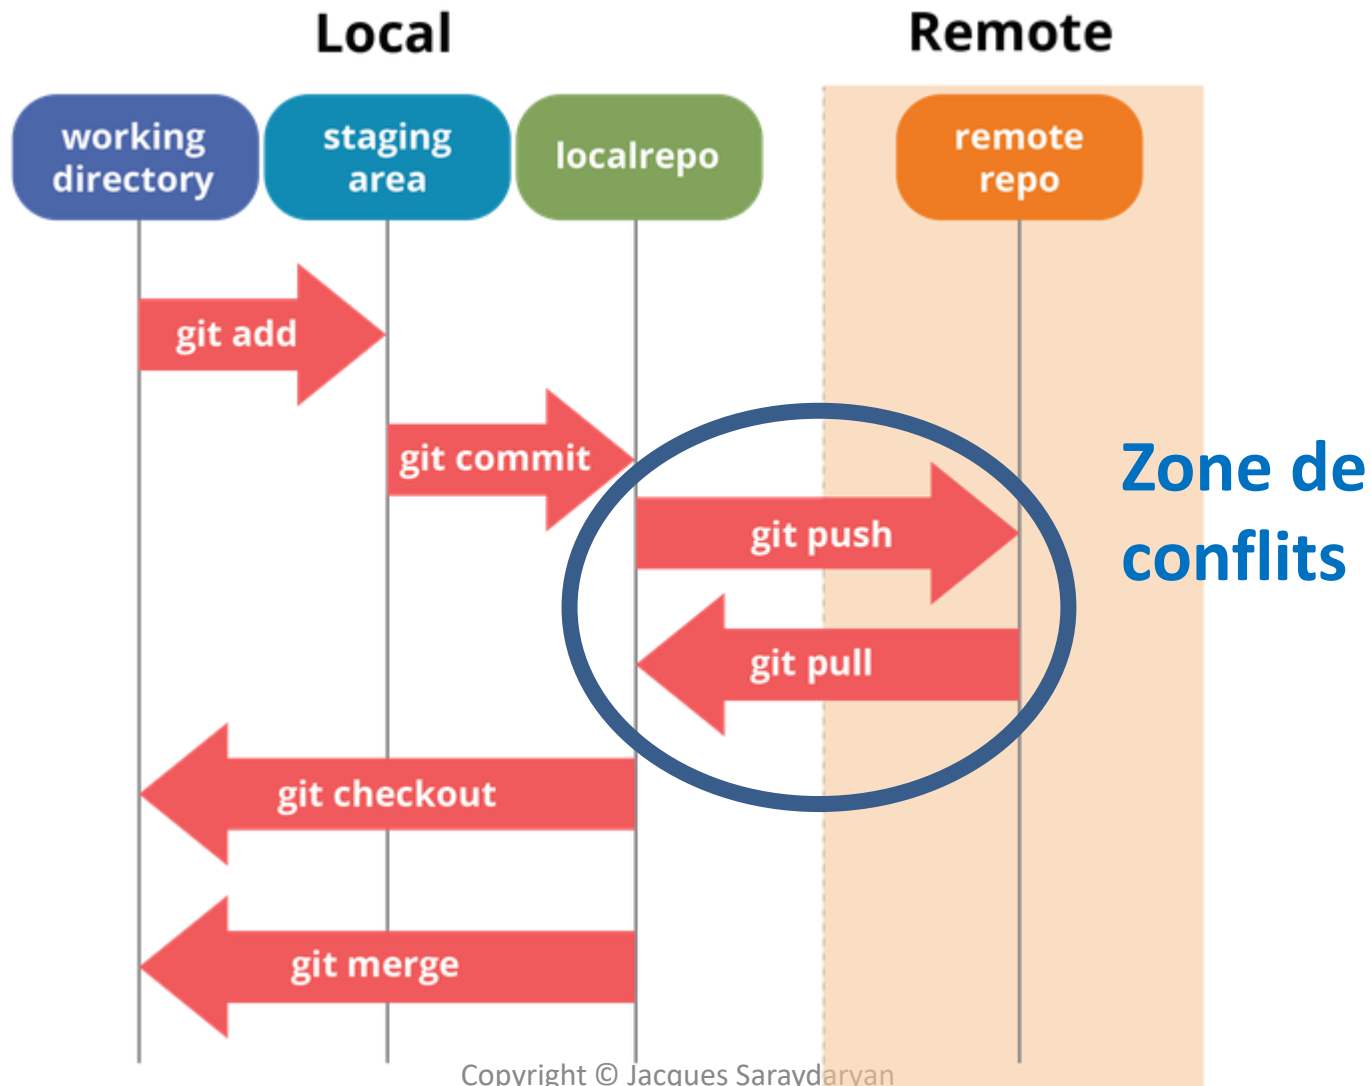 Local
Remote
working
directory
staging
area
localrepo
remote
repo
git add
git commit
git push
Zone de
conflits
git pull
git checkout
git merge
Copyright © Jacques Saraydaryan